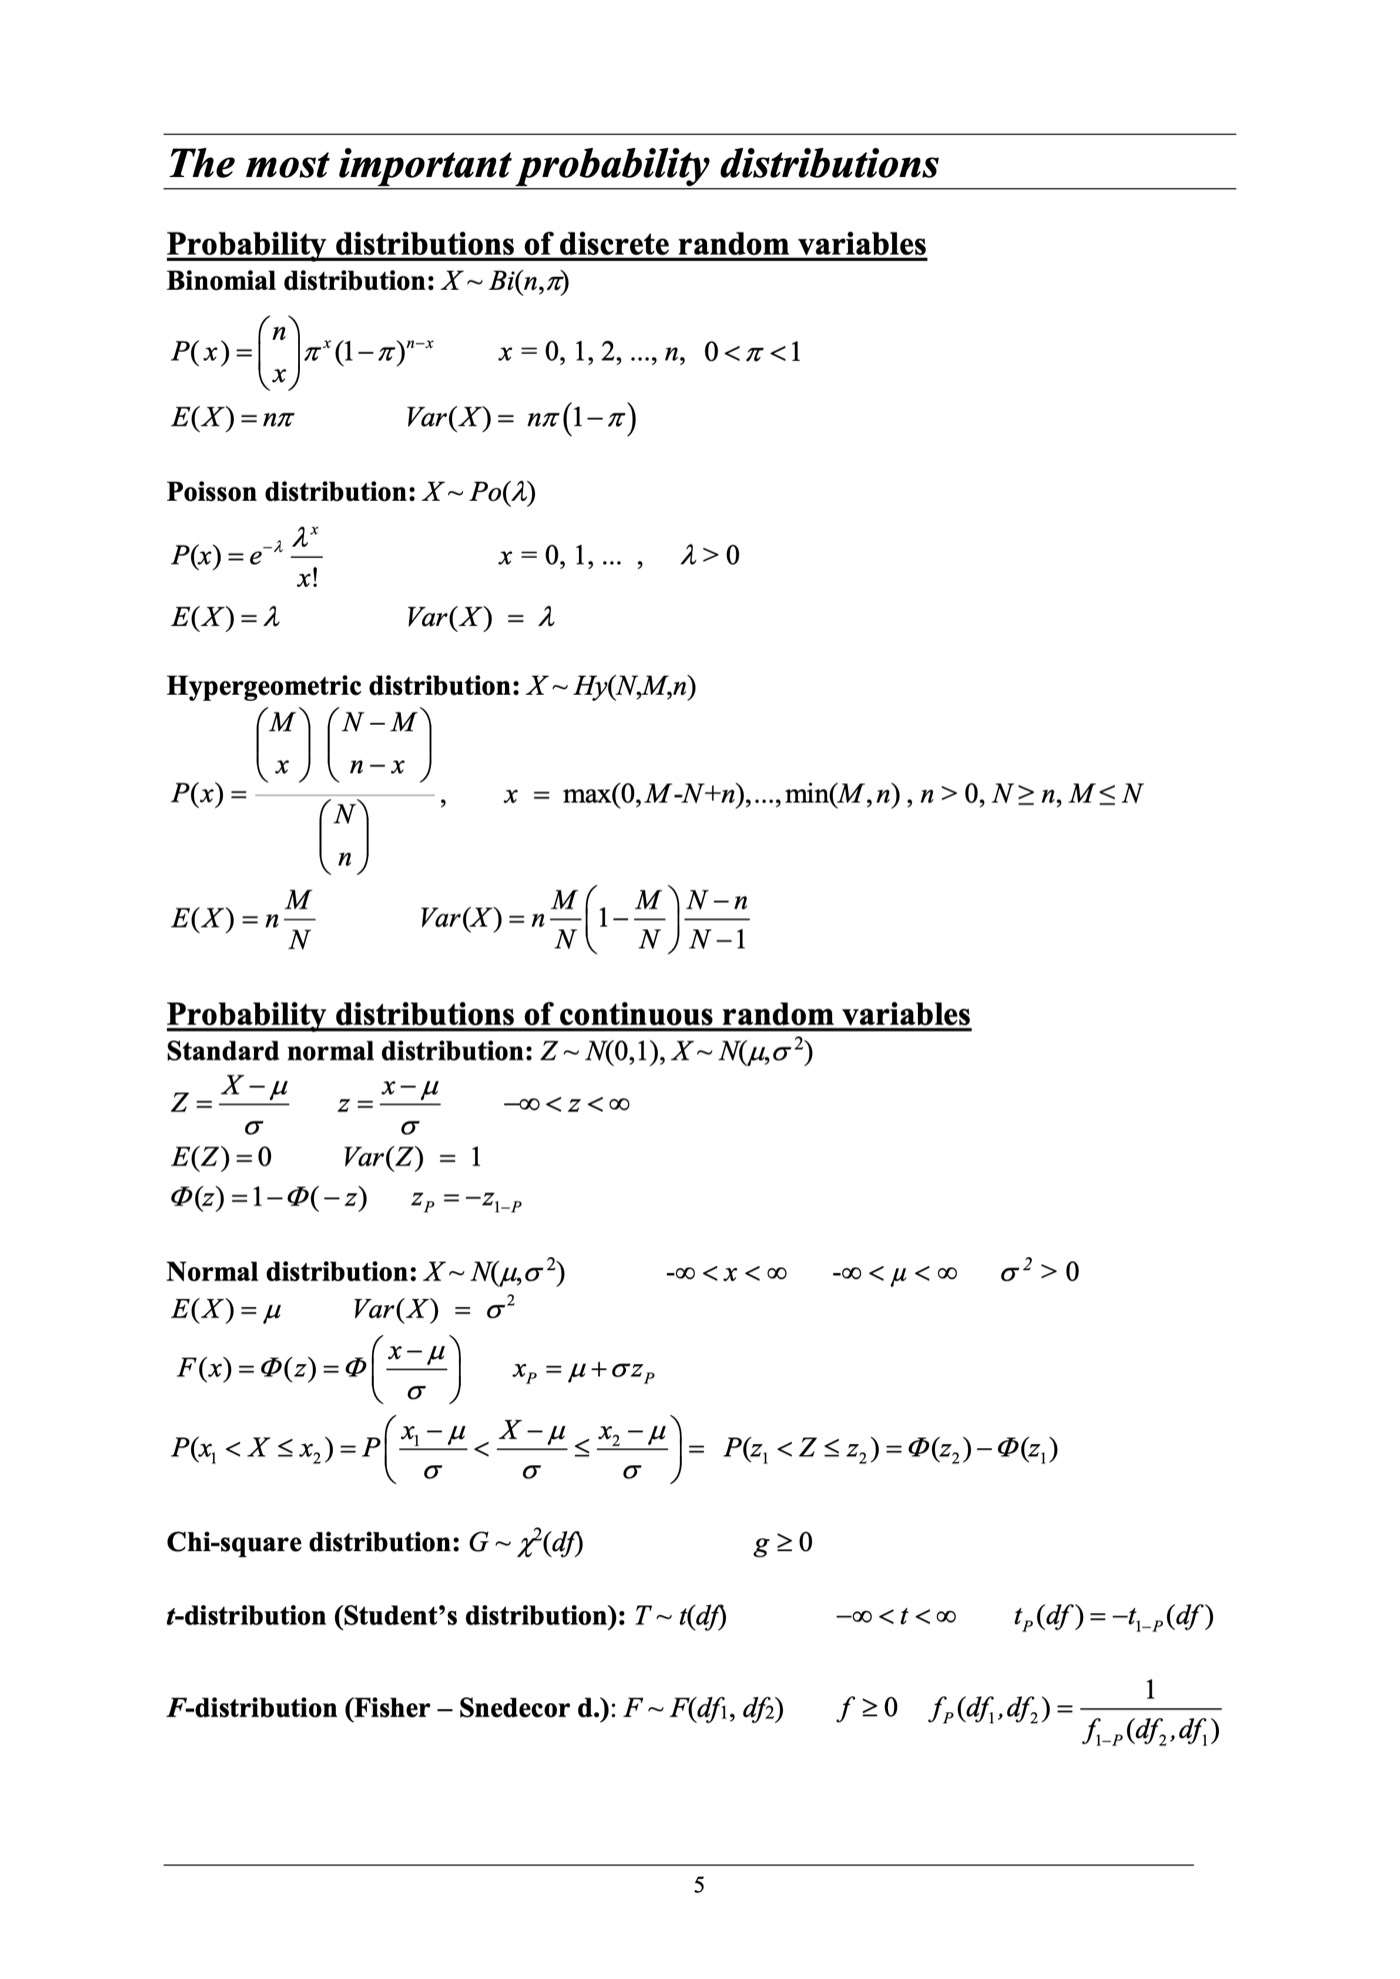 The most important probability distributions
Probability distributions of discrete random variables
Binomial distribution: X ~ Bi(n,π)
P(x) = (n x) π^x (1−π)^{n−x}   x = 0, 1, 2, ..., n,  0 < π < 1
E(X) = nπ   Var(X) = nπ(1−π)
Poisson distribution: X ~ Po(λ)
P(x) = e^{−λ} λ^x / x!   x = 0, 1, ... ,   λ > 0
E(X) = λ   Var(X) = λ
Hypergeometric distribution: X ~ Hy(N,M,n)
P(x) = (M x) (N−M n−x) / (N n) ,   x = max(0, M-N+n),..., min(M, n) , n > 0, N ≥ n, M ≤ N
E(X) = n M/N   Var(X) = n M/N (1 − M/N) (N−n)/(N−1)
Probability distributions of continuous random variables
Standard normal distribution: Z ~ N(0,1), X ~ N(μ,σ²)
Z = (X−μ)/σ   z = (x−μ)/σ   −∞ < z < ∞
E(Z) = 0   Var(Z) = 1
Φ(z) = 1−Φ(−z)   z_P = −z_{1−P}
Normal distribution: X ~ N(μ,σ²)   -∞ < x < ∞   -∞ < μ < ∞   σ² > 0
E(X) = μ   Var(X) = σ²
F(x) = Φ(z) = Φ((x−μ)/σ)   x_P = μ + σz_P
P(x₁ < X ≤ x₂) = P((x₁−μ)/σ < (X−μ)/σ ≤ (x₂−μ)/σ) = P(z₁ < Z ≤ z₂) = Φ(z₂) − Φ(z₁)
Chi-square distribution: G ~ χ²(df)   g ≥ 0
t-distribution (Student’s distribution): T ~ t(df)   −∞ < t < ∞   t_P(df) = −t_{1−P}(df)
F-distribution (Fisher – Snedecor d.): F ~ F(df₁, df₂)   f ≥ 0   f_P(df₁,df₂) = 1 / f_{1−P}(df₂,df₁)
5